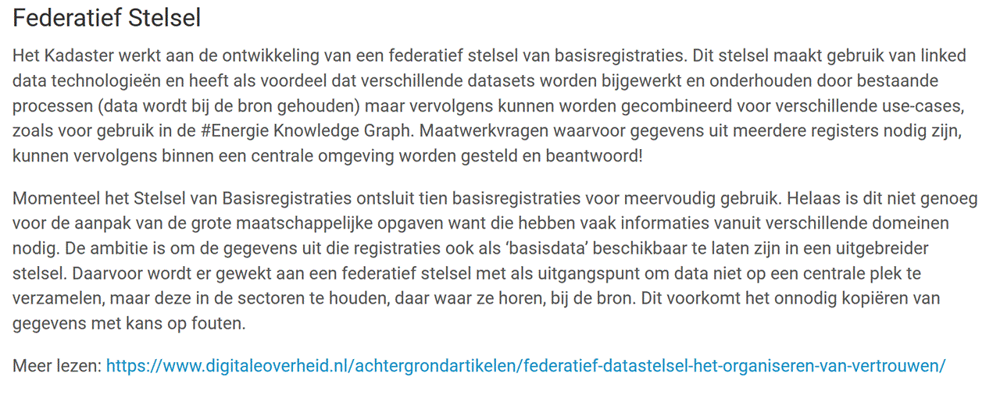 Federatief Stelsel
Het Kadaster werkt aan de ontwikkeling van een federatief stelsel van basisregistraties. Dit stelsel maakt gebruik van linked
data technologieën en heeft als voordeel dat verschillende datasets worden bijgewerkt en onderhouden door bestaande
processen (data wordt bij de bron gehouden) maar vervolgens kunnen worden gecombineerd voor verschillende use-cases,
zoals voor gebruik in de #Energie Knowledge Graph. Maatwerkvragen waarvoor gegevens uit meerdere registers nodig zijn,
kunnen vervolgens binnen een centrale omgeving worden gesteld en beantwoord!
Momenteel het Stelsel van Basisregistraties ontsluit tien basisregistraties voor meervoudig gebruik. Helaas is dit niet genoeg
voor de aanpak van de grote maatschappelijke opgaven want die hebben vaak informaties vanuit verschillende domeinen
nodig. De ambitie is om de gegevens uit die registraties ook als ‘basisdata’ beschikbaar te laten zijn in een uitgebreider
stelsel. Daarvoor wordt er gewekt aan een federatief stelsel met als uitgangspunt om data niet op een centrale plek te
verzamelen, maar deze in de sectoren te houden, daar waar ze horen, bij de bron. Dit voorkomt het onnodig kopiëren van
gegevens met kans op fouten.
Meer lezen: https://www.digitaleoverheid.nl/achtergrondartikelen/federatief-datastelsel-het-organiseren-van-vertrouwen/